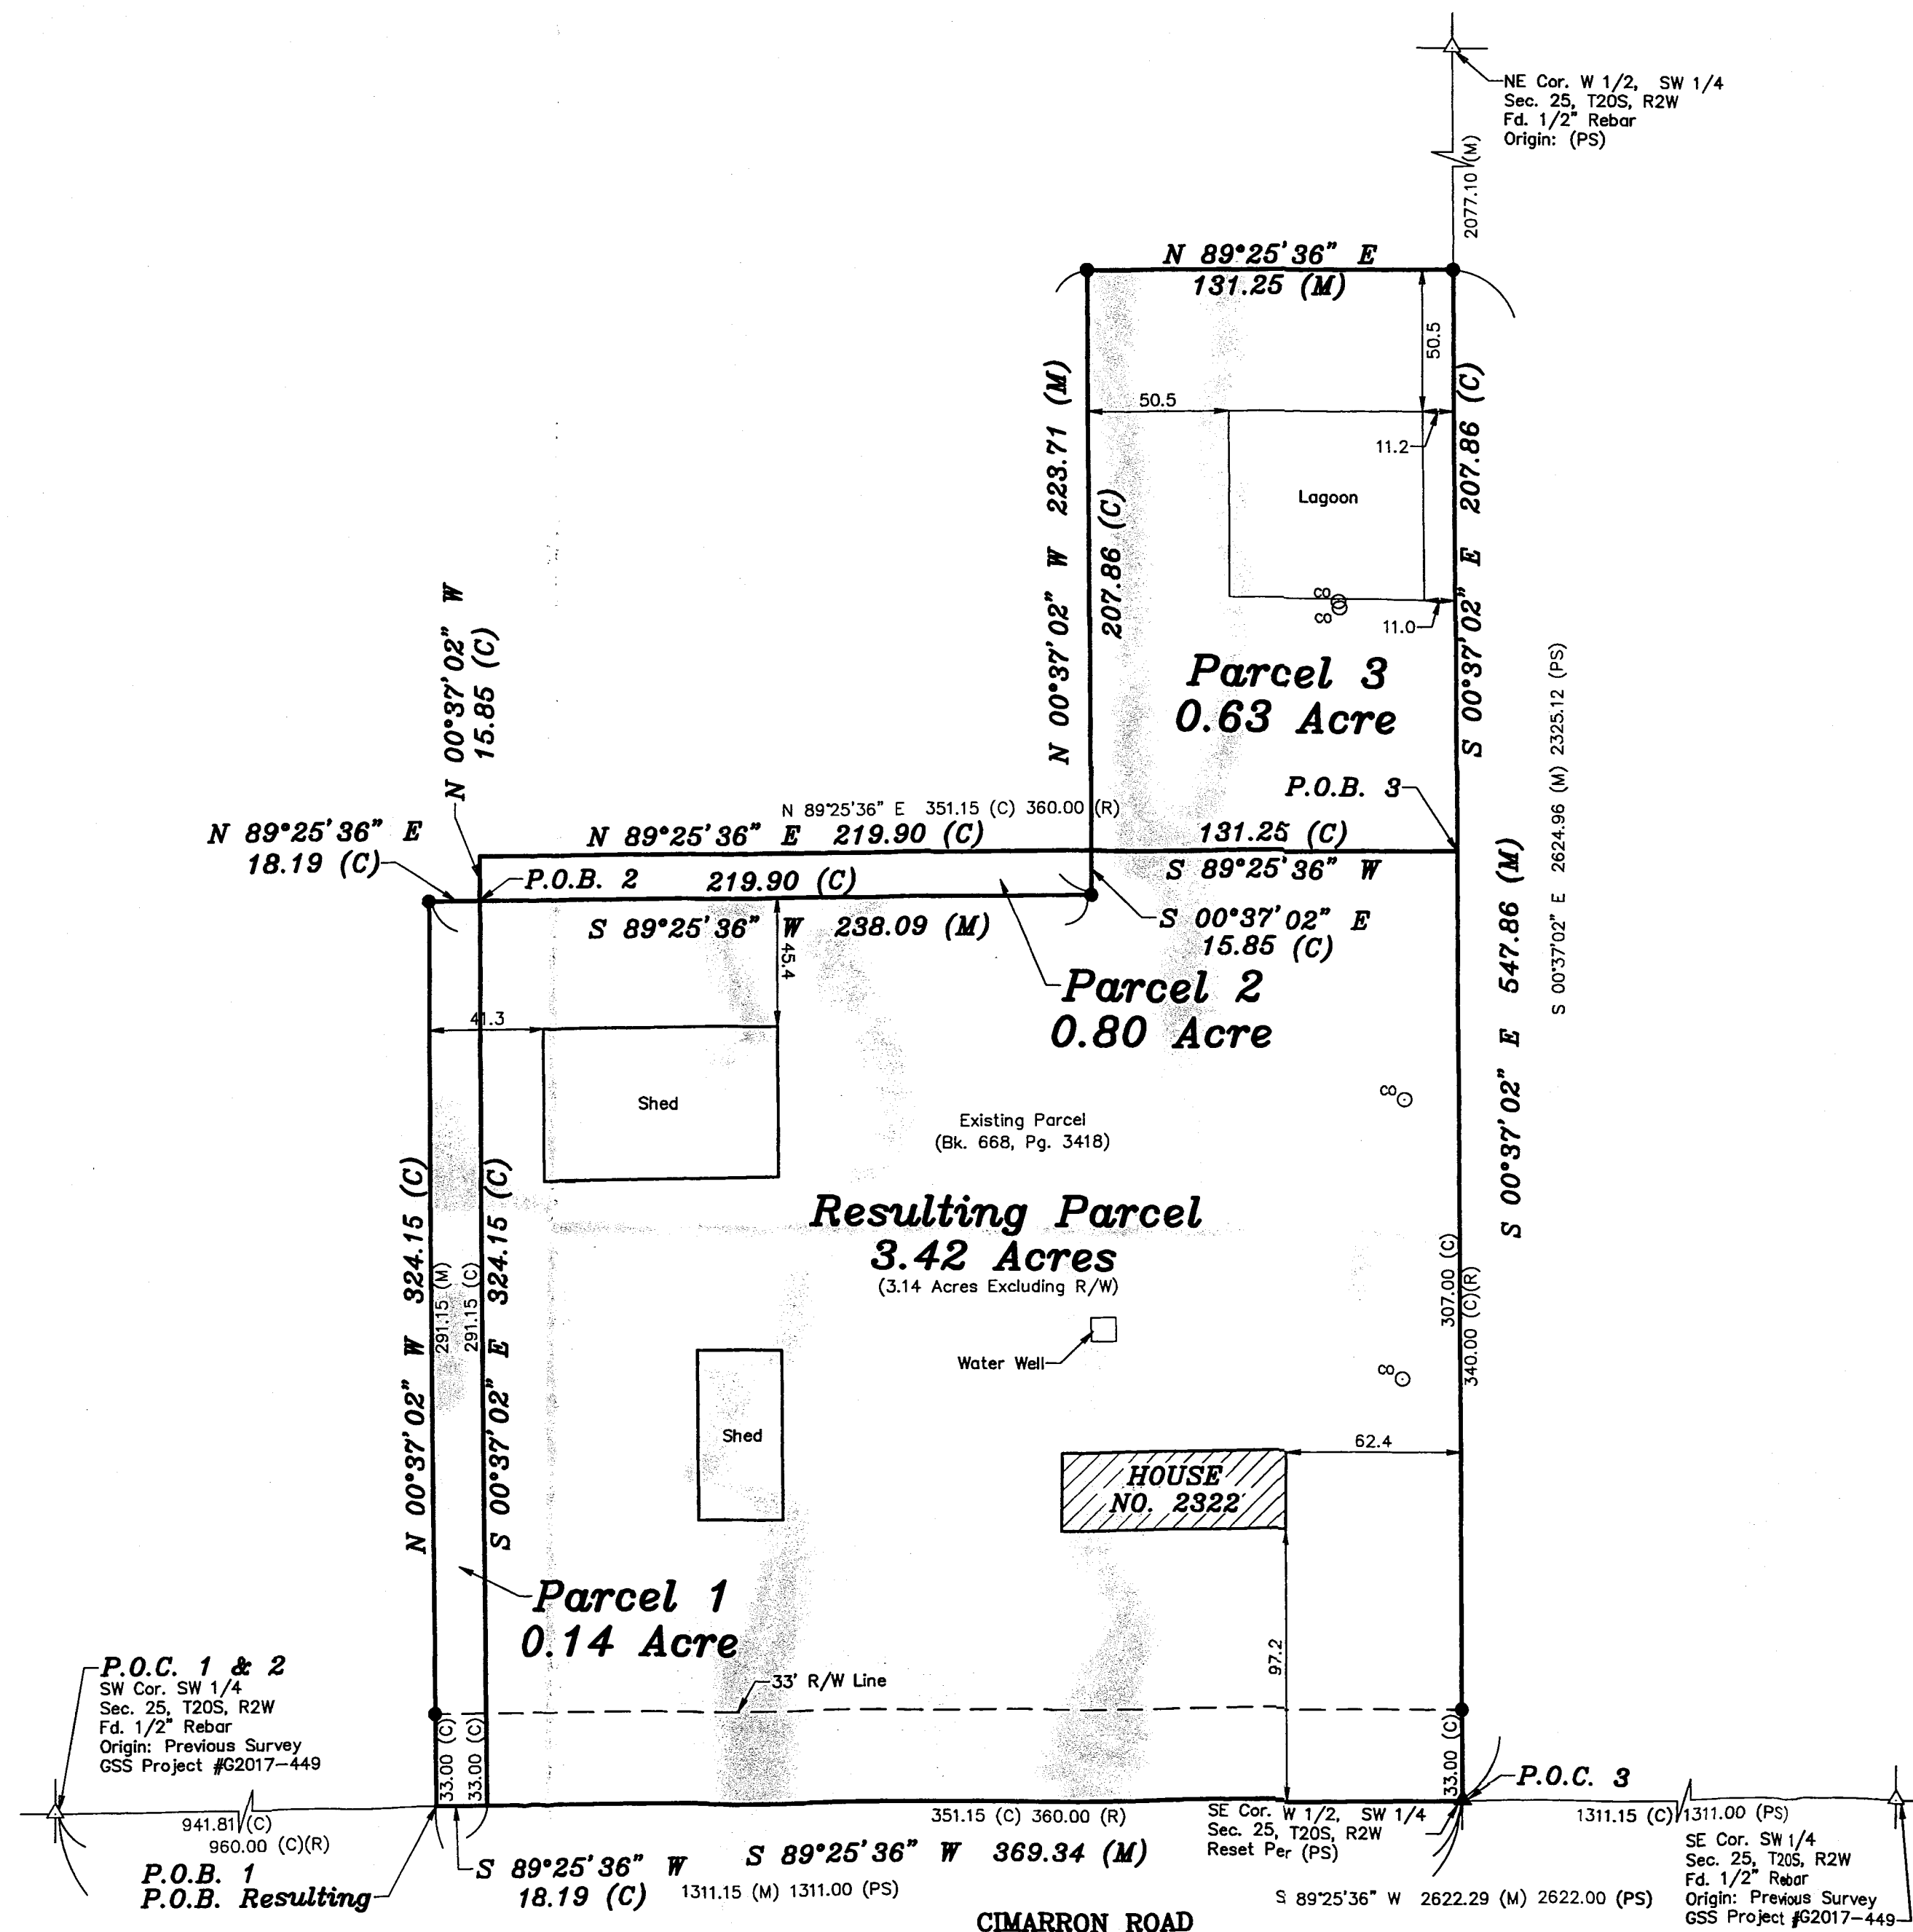 NE Cor. W 1/2, SW 1/4
Sec. 25, T20S, R2W
Fd. 1/2" Rebar
Origin: (PS)
2077.10 (M)
N 89°25'36" E
131.25 (M)
50.5
50.5
11.2
Lagoon
CO
CO
11.0
N 00°37'02" W 223.71 (M)
207.86 (C)
S 00°37'02" E 207.86 (C)
Parcel 3
0.63 Acre
S 00°37'02" E 2624.96 (M) 2325.12 (PS)
N 00°37'02" W
15.85 (C)
P.O.B. 3
N 89°25'36" E 351.15 (C) 360.00 (R)
N 89°25'36" E
18.19 (C)
N 89°25'36" E 219.90 (C)
131.25 (C)
S 89°25'36" W
P.O.B. 2
219.90 (C)
S 89°25'36" W 238.09 (M)
S 00°37'02" E
15.85 (C)
S 00°37'02" E 547.86 (M)
45.4
Parcel 2
0.80 Acre
41.3
Shed
CO
Existing Parcel
(Bk. 668, Pg. 3418)
Resulting Parcel
3.42 Acres
(3.14 Acres Excluding R/W)
N 00°37'02" W 324.15 (C)
291.15 (M)
291.15 (C)
S 00°37'02" E 324.15 (C)
307.00 (C)
340.00 (C)(R)
Water Well
CO
Shed
62.4
HOUSE
NO. 2322
Parcel 1
0.14 Acre
97.2
33' R/W Line
P.O.C. 1 & 2
SW Cor. SW 1/4
Sec. 25, T20S, R2W
Fd. 1/2" Rebar
Origin: Previous Survey
GSS Project #G2017-449
33.00 (C)
33.00 (C)
33.00 (C)
P.O.C. 3
941.81 (C)
960.00 (C)(R)
351.15 (C) 360.00 (R)
SE Cor. W 1/2, SW 1/4
Sec. 25, T20S, R2W
Reset Per (PS)
1311.15 (C) 1311.00 (PS)
P.O.B. 1
P.O.B. Resulting
S 89°25'36" W
18.19 (C)
S 89°25'36" W 369.34 (M)
1311.15 (M) 1311.00 (PS)
S 89°25'36" W 2622.29 (M) 2622.00 (PS)
SE Cor. SW 1/4
Sec. 25, T20S, R2W
Fd. 1/2" Rebar
Origin: Previous Survey
GSS Project #G2017-449
CIMARRON ROAD